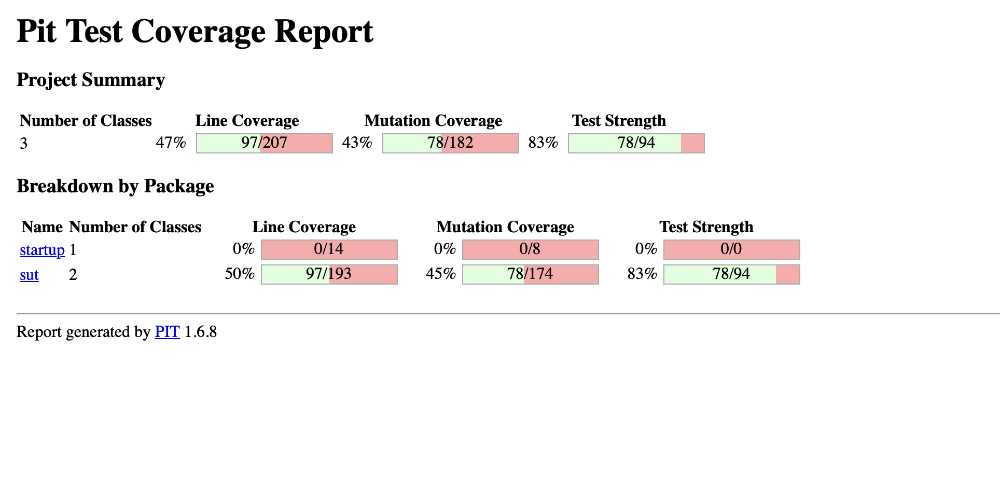 Pit Test Coverage Report
Project Summary
Number of Classes Line Coverage Mutation Coverage Test Strength
3 47% 97/207 43% 78/182 83% 78/94
Breakdown by Package
Name Number of Classes Line Coverage Mutation Coverage Test Strength
startup 1 0% 0/14 0% 0/8 0% 0/0
sut 2 50% 97/193 45% 78/174 83% 78/94
Report generated by PIT 1.6.8